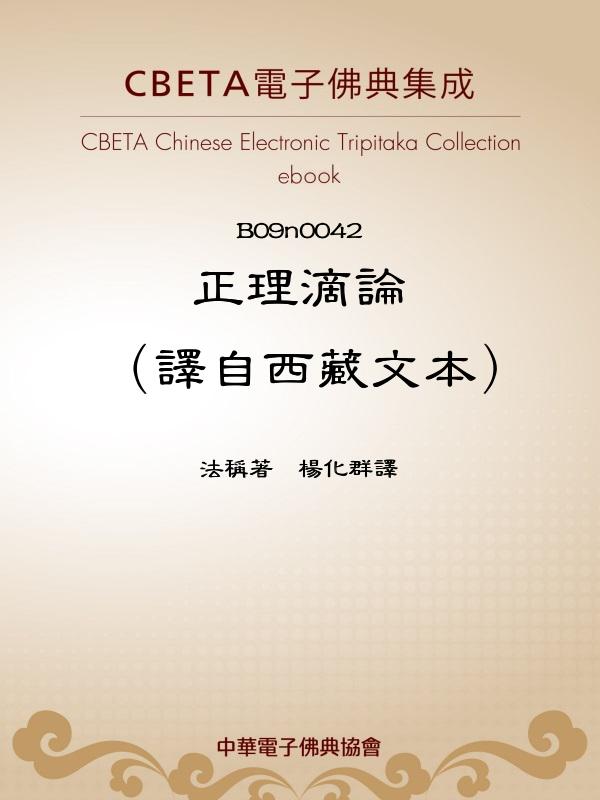 CBETA電子佛典集成
CBETA Chinese Electronic Tripitaka Collection
ebook
B09n0042
正理滴論
（譯自西藏文本）
法稱著　楊化群譯
中華電子佛典協會